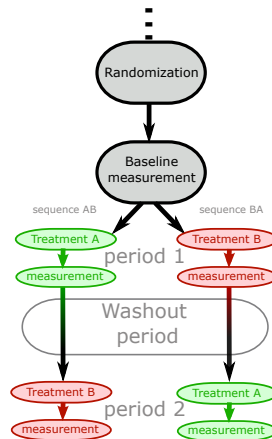 Randomization
Baseline
measurement
sequence AB
sequence BA
Treatment A
Treatment B
period 1
measurement
measurement
Washout
period
Treatment B
Treatment A
period 2
measurement
measurement